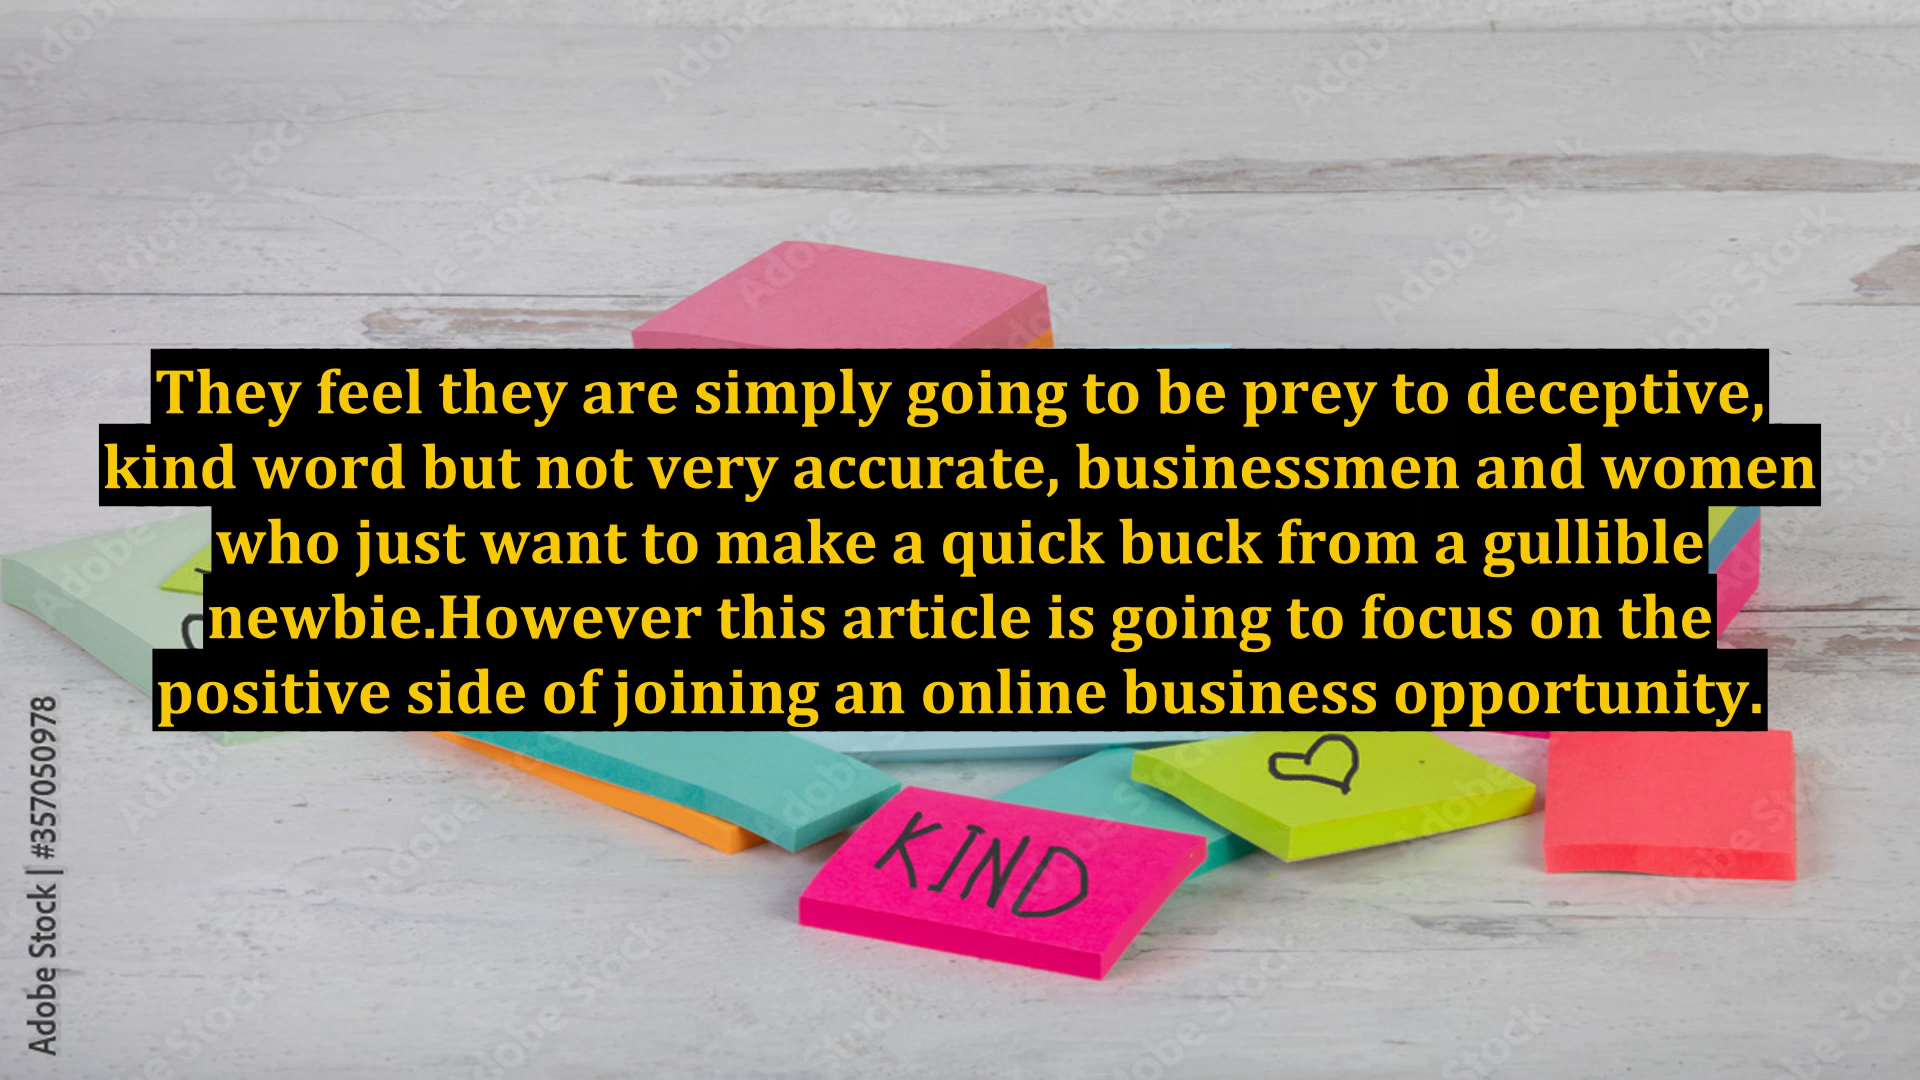 They feel they are simply going to be prey to deceptive,
kind word but not very accurate, businessmen and women
who just want to make a quick buck from a gullible
newbie.However this article is going to focus on the
positive side of joining an online business opportunity.
KIND
Adobe Stock | #357050978